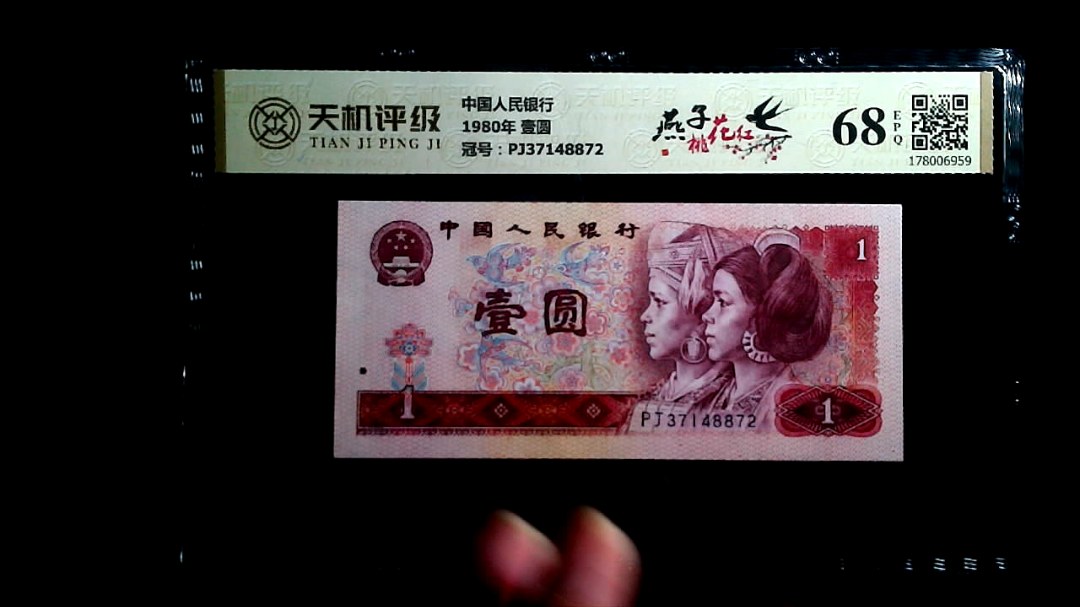 天机评级
TIAN JI PING JI
中国人民银行
1980年 壹圆
冠号：PJ37148872
燕子
桃花红
68
EPQ
178006959
中国人民银行
1
壹圆
1
PJ37148872
1